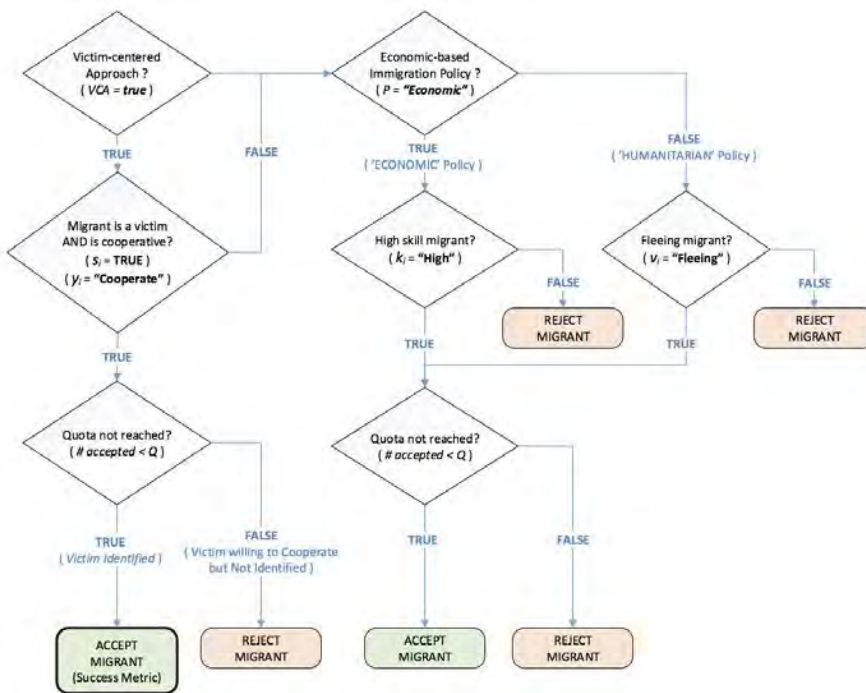 Victim-centered
Approach ?
( VCA = true )
Economic-based
Immigration Policy ?
( P = "Economic" )
TRUE
FALSE
TRUE
( 'ECONOMIC' Policy )
FALSE
( 'HUMANITARIAN' Policy )
Migrant is a victim
AND is cooperative?
( si = TRUE )
( yi = "Cooperate" )
High skill migrant?
( ki = "High" )
Fleeing migrant?
( vi = "Fleeing" )
FALSE
FALSE
REJECT
MIGRANT
REJECT
MIGRANT
TRUE
TRUE
TRUE
Quota not reached?
( # accepted < Q )
Quota not reached?
( # accepted < Q )
TRUE
( Victim Identified )
FALSE
( Victim willing to Cooperate
but Not Identified )
TRUE
FALSE
ACCEPT
MIGRANT
(Success Metric)
REJECT
MIGRANT
ACCEPT
MIGRANT
REJECT
MIGRANT